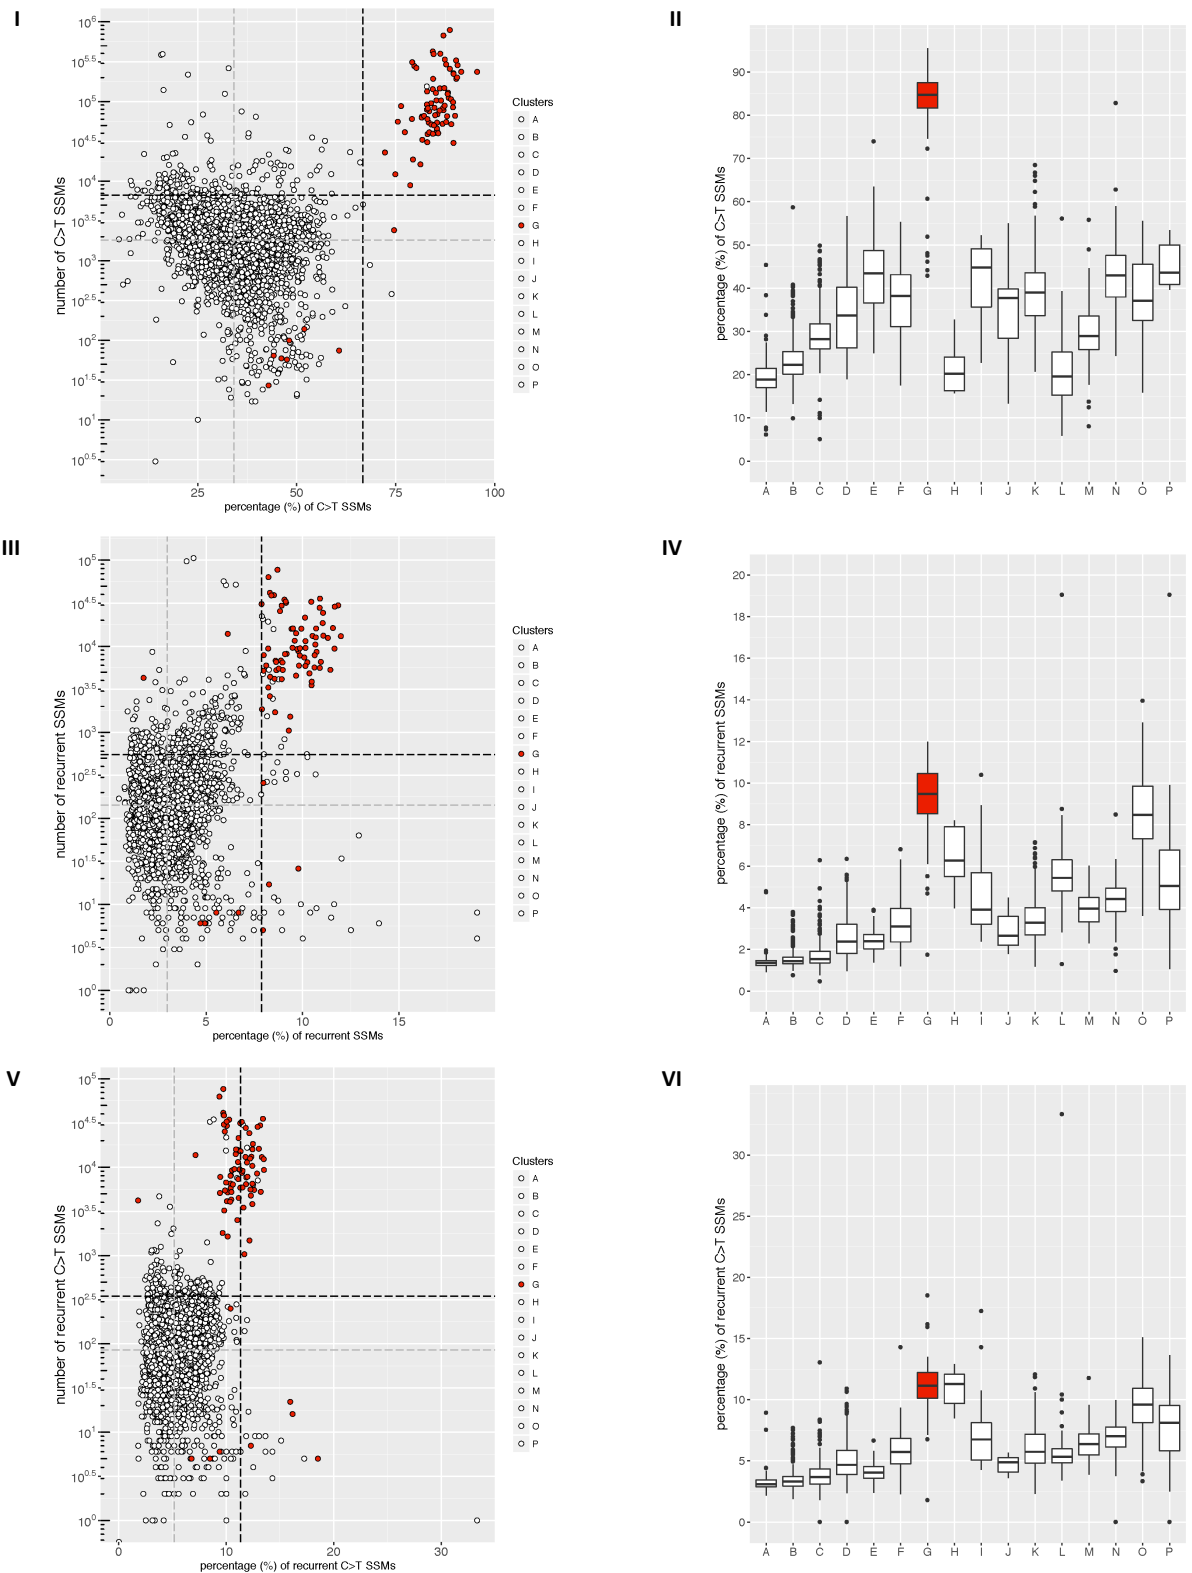 I
number of C>T SSMs
10^6
10^5.5
10^5
10^4.5
10^4
10^3.5
10^3
10^2.5
10^2
10^1.5
10^1
10^0.5
25 50 75 100
percentage (%) of C>T SSMs
Clusters
A
B
C
D
E
F
G
H
I
J
K
L
M
N
O
P
II
percentage (%) of C>T SSMs
90
80
70
60
50
40
30
20
10
0
A B C D E F G H I J K L M N O P
III
number of recurrent SSMs
10^5
10^4.5
10^4
10^3.5
10^3
10^2.5
10^2
10^1.5
10^1
10^0.5
10^0
0 5 10 15
percentage (%) of recurrent SSMs
Clusters
A
B
C
D
E
F
G
H
I
J
K
L
M
N
O
P
IV
percentage (%) of recurrent SSMs
20
18
16
14
12
10
8
6
4
2
0
A B C D E F G H I J K L M N O P
V
number of recurrent C>T SSMs
10^5
10^4.5
10^4
10^3.5
10^3
10^2.5
10^2
10^1.5
10^1
10^0.5
10^0
0 10 20 30
percentage (%) of recurrent C>T SSMs
Clusters
A
B
C
D
E
F
G
H
I
J
K
L
M
N
O
P
VI
percentage (%) of recurrent C>T SSMs
30
25
20
15
10
5
0
A B C D E F G H I J K L M N O P